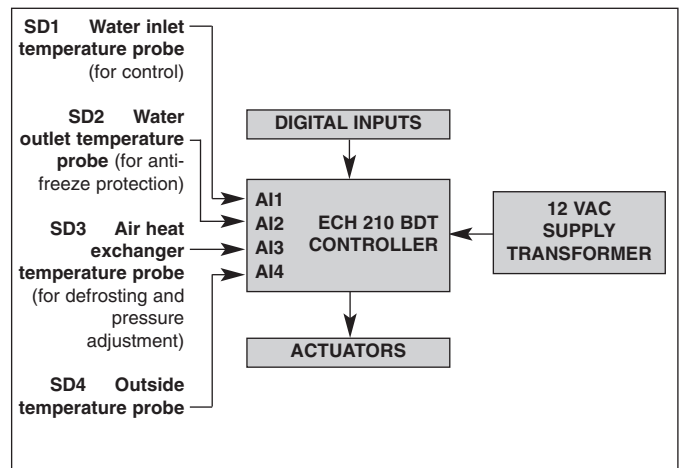 SD1 Water inlet
temperature probe
(for control)
SD2 Water
outlet temperature
probe (for anti-
freeze protection)
SD3 Air heat
exchanger
temperature probe
(for defrosting and
pressure
adjustment)
SD4 Outside
temperature probe
DIGITAL INPUTS
AI1
AI2
AI3
AI4
ECH 210 BDT
CONTROLLER
12 VAC
SUPPLY
TRANSFORMER
ACTUATORS